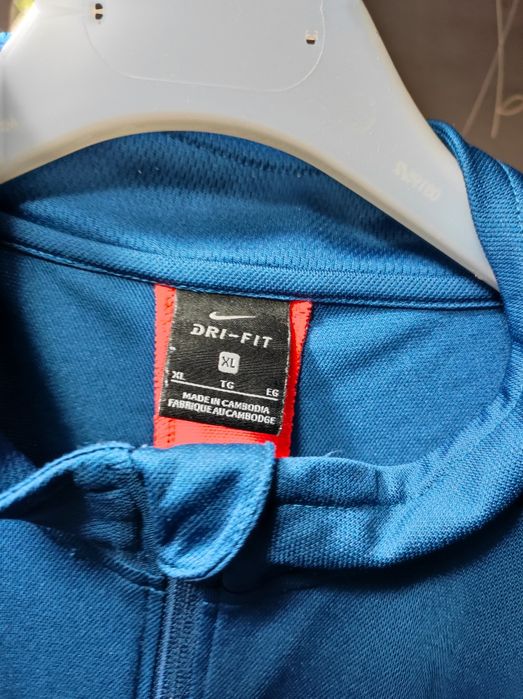 DRI-FIT
XL
XL TG EG
MADE IN CAMBODIA
FABRIQUE AU CAMBODGE